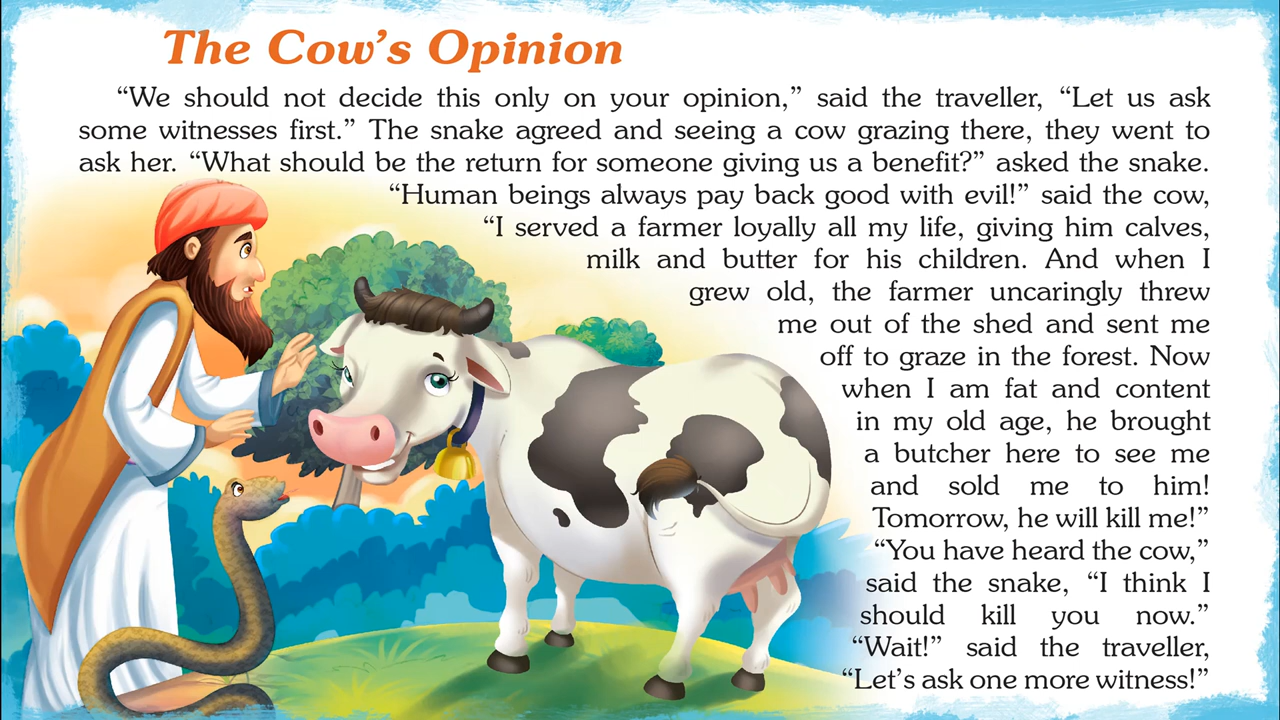 The Cow’s Opinion
“We should not decide this only on your opinion,” said the traveller, “Let us ask
some witnesses first.” The snake agreed and seeing a cow grazing there, they went to
ask her. “What should be the return for someone giving us a benefit?” asked the snake.
“Human beings always pay back good with evil!” said the cow,
“I served a farmer loyally all my life, giving him calves,
milk and butter for his children. And when I
grew old, the farmer uncaringly threw
me out of the shed and sent me
off to graze in the forest. Now
when I am fat and content
in my old age, he brought
a butcher here to see me
and sold me to him!
Tomorrow, he will kill me!”
“You have heard the cow,”
said the snake, “I think I
should kill you now.”
“Wait!” said the traveller,
“Let’s ask one more witness!”